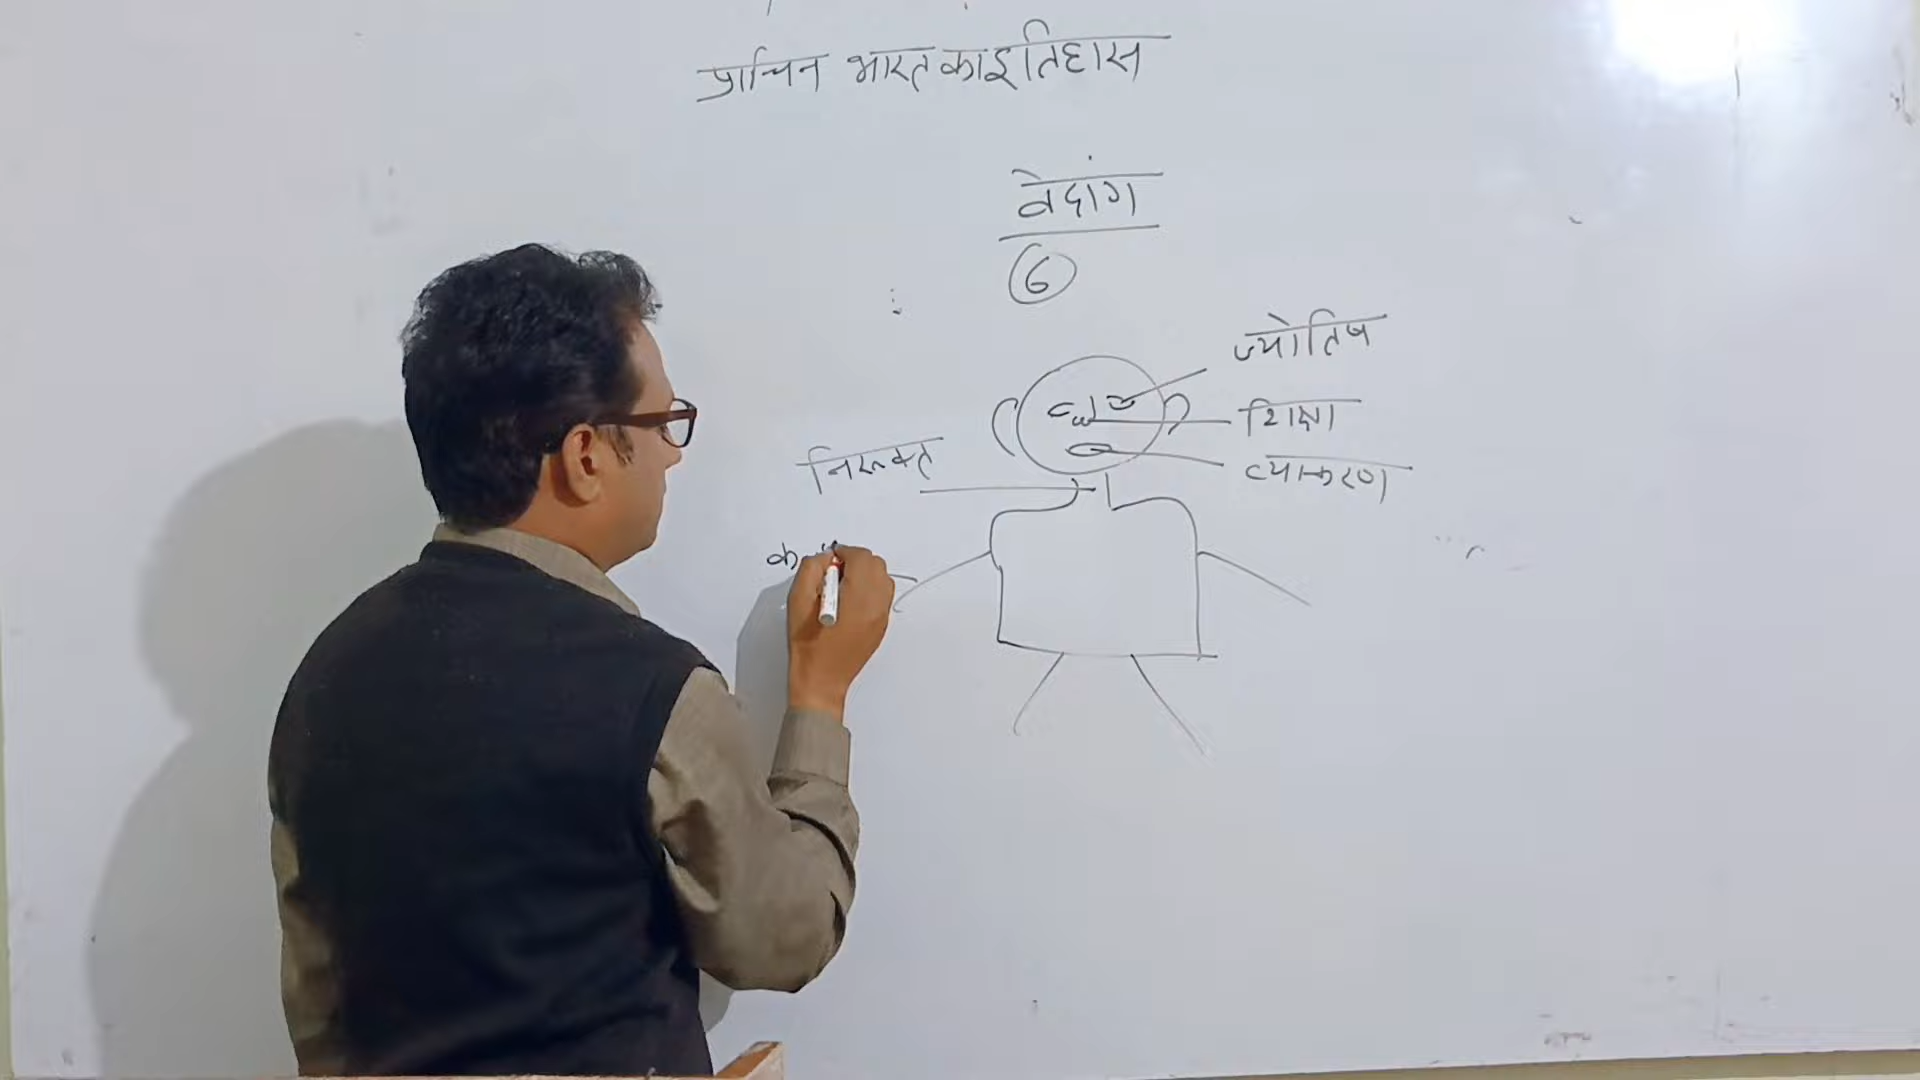 प्राचिन भारत का इतिहास
वेदांग
6
ज्योतिष
शिक्षा
व्याकरण
निरुक्त